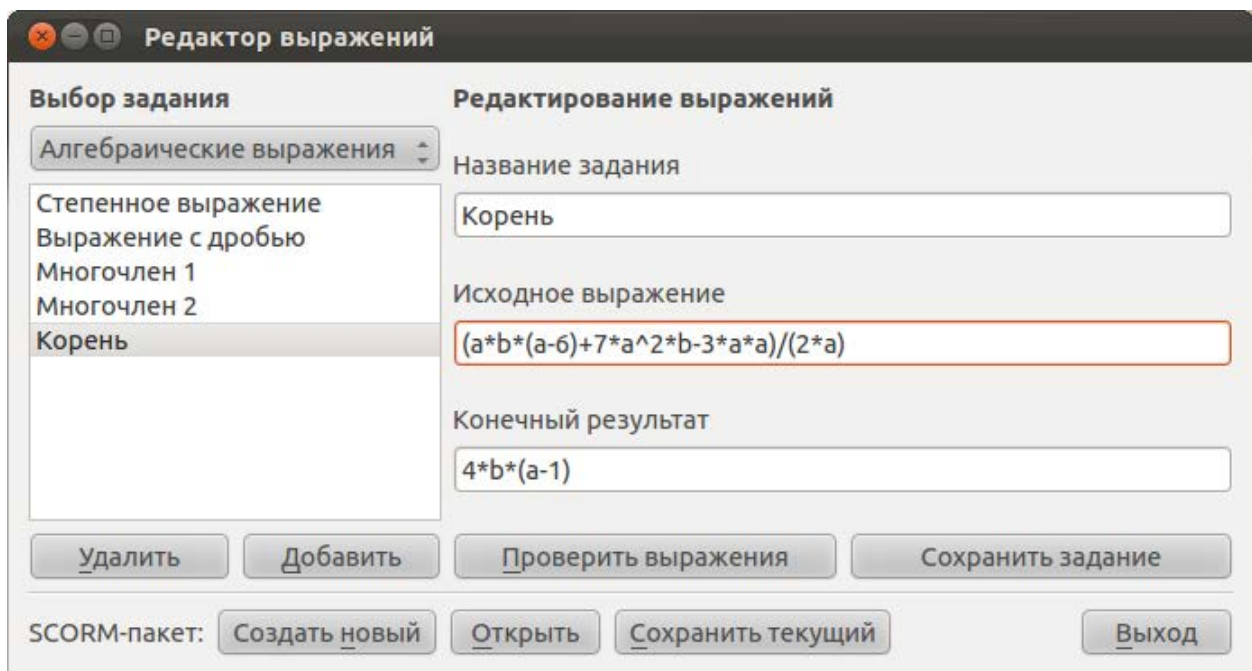 Редактор выражений
Выбор задания
Алгебраические выражения
Степенное выражение
Выражение с дробью
Многочлен 1
Многочлен 2
Корень
Удалить Добавить
Редактирование выражений
Название задания
Корень
Исходное выражение
(a*b*(a-6)+7*a^2*b-3*a*a)/(2*a)
Конечный результат
4*b*(a-1)
Проверить выражения Сохранить задание
SCORM-пакет: Создать новый Открыть Сохранить текущий Выход